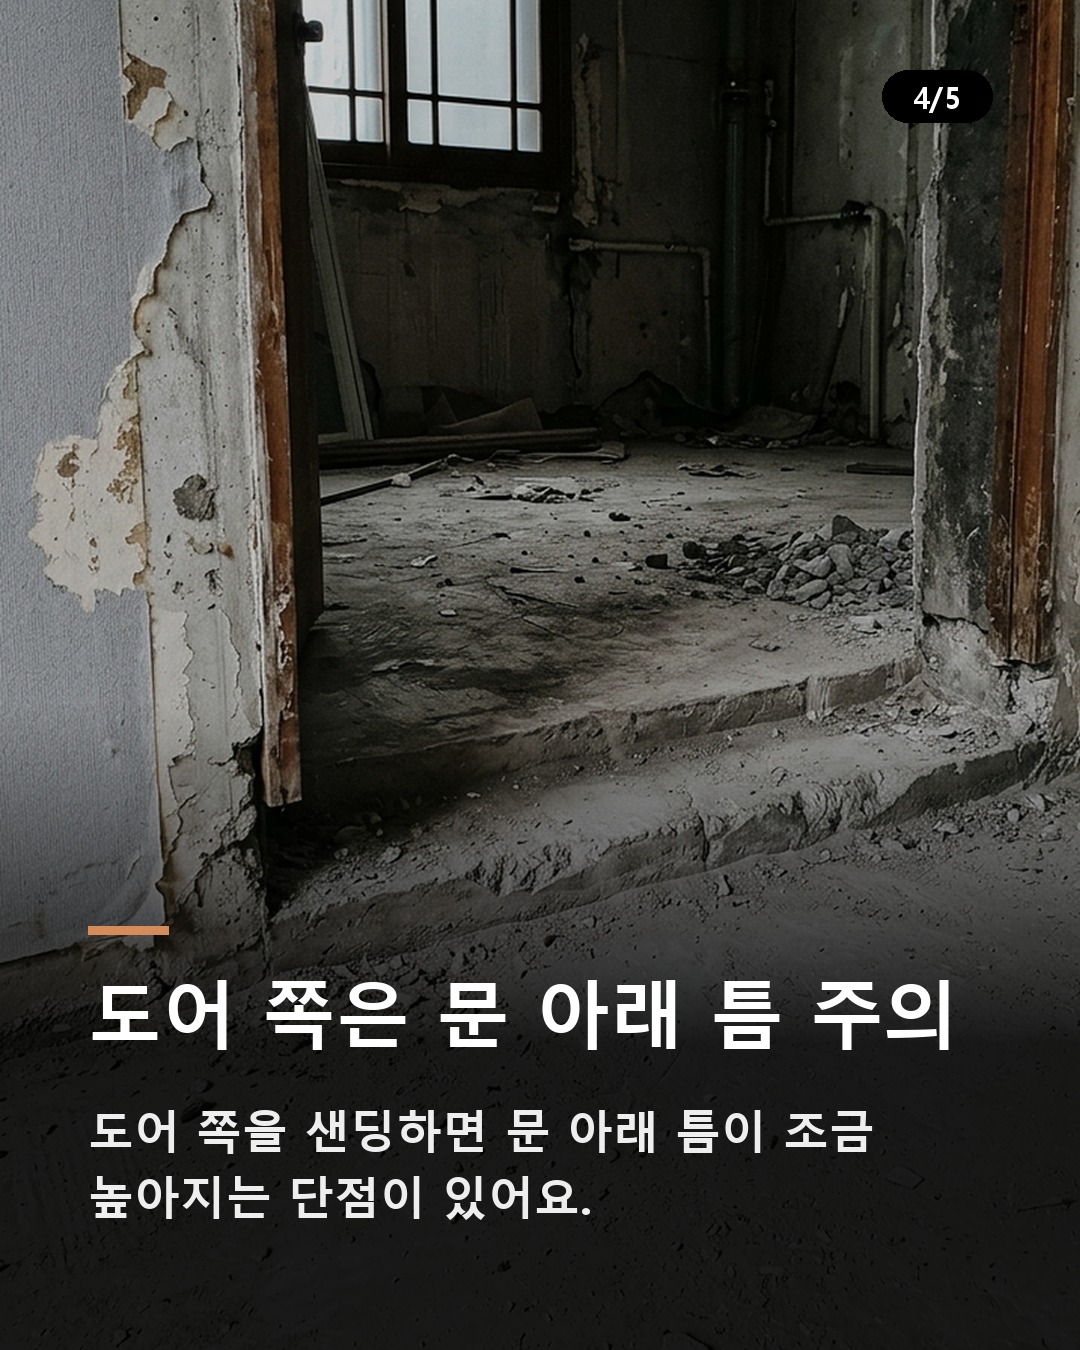 4/5
도어 쪽은 문 아래 틈 주의
도어 쪽을 샌딩하면 문 아래 틈이 조금
높아지는 단점이 있어요.